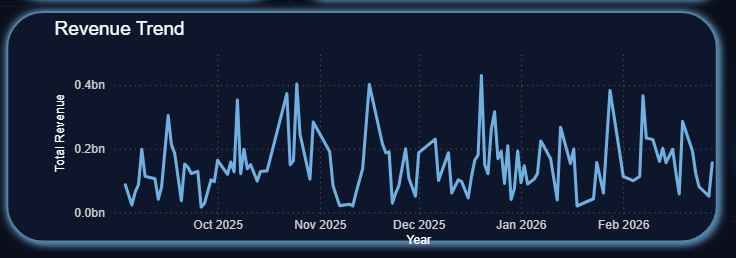 Revenue Trend
Total Revenue
0.4bn
0.2bn
0.0bn
Oct 2025 Nov 2025 Dec 2025 Jan 2026 Feb 2026
Year